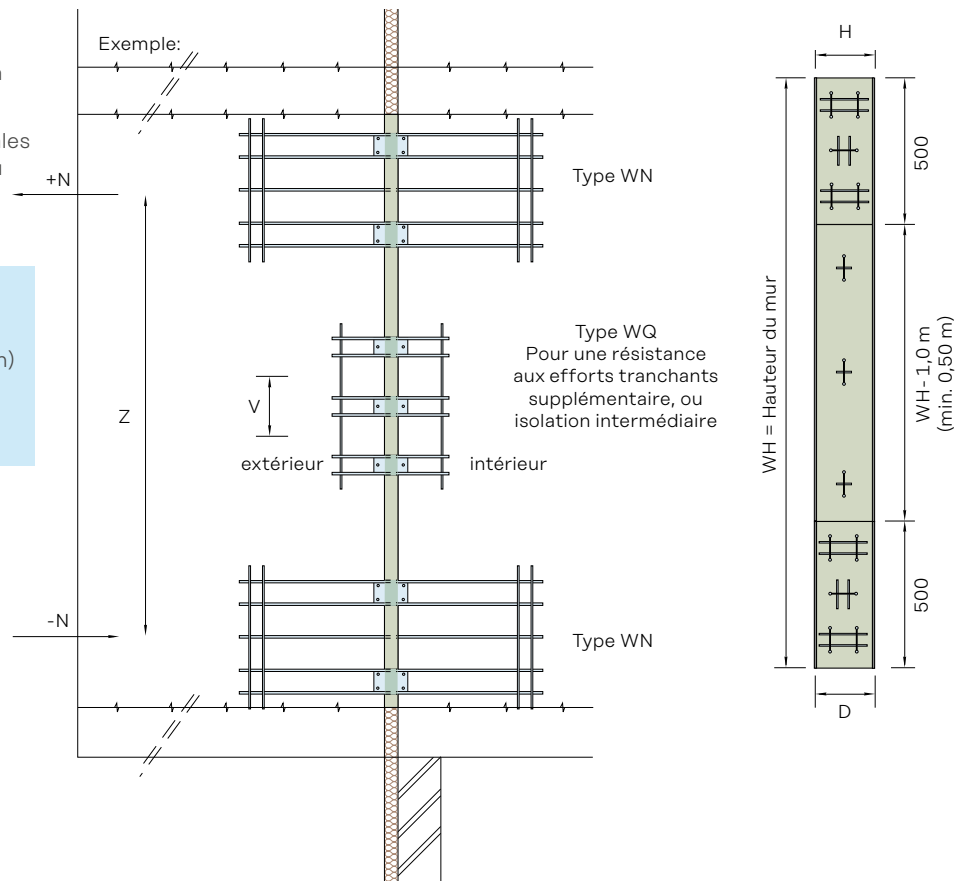 Exemple:
H
+N
Type WN
500
Type WQ
Pour une résistance
aux efforts tranchants
supplémentaire, ou
isolation intermédiaire
V
Z
extérieur
intérieur
WH = Hauteur du mur
WH - 1,0 m
(min. 0,50 m)
-N
Type WN
500
D